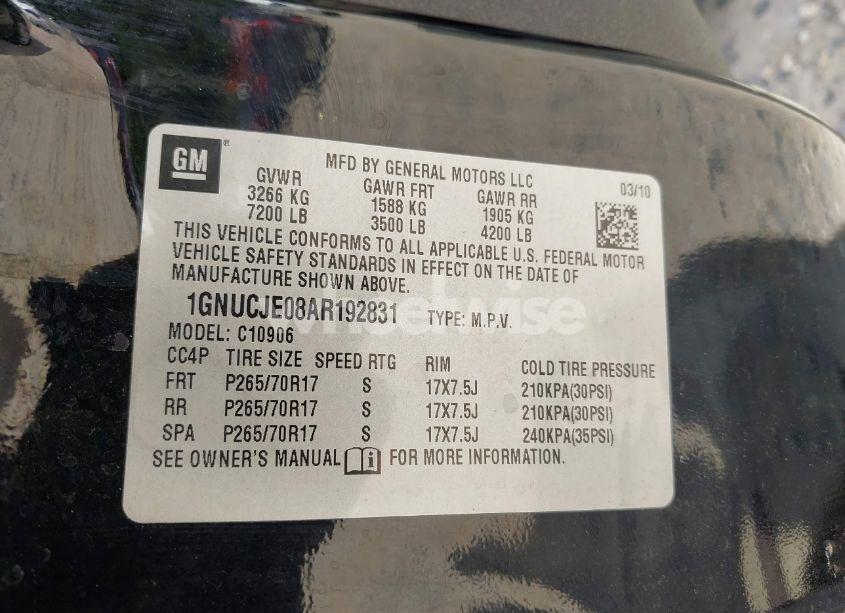 GM®
MFD BY GENERAL MOTORS LLC
03/10
GVWR GAWR FRT GAWR RR
3266 KG 1588 KG 1905 KG
7200 LB 3500 LB 4200 LB
THIS VEHICLE CONFORMS TO ALL APPLICABLE U.S. FEDERAL MOTOR
VEHICLE SAFETY STANDARDS IN EFFECT ON THE DATE OF
MANUFACTURE SHOWN ABOVE.
1GNUCJE08AR192831 TYPE: M.P.V.
MODEL: C10906
CC4P TIRE SIZE SPEED RTG RIM COLD TIRE PRESSURE
FRT P265/70R17 S 17X7.5J 210KPA(30PSI)
RR P265/70R17 S 17X7.5J 210KPA(30PSI)
SPA P265/70R17 S 17X7.5J 240KPA(35PSI)
SEE OWNER'S MANUAL FOR MORE INFORMATION.